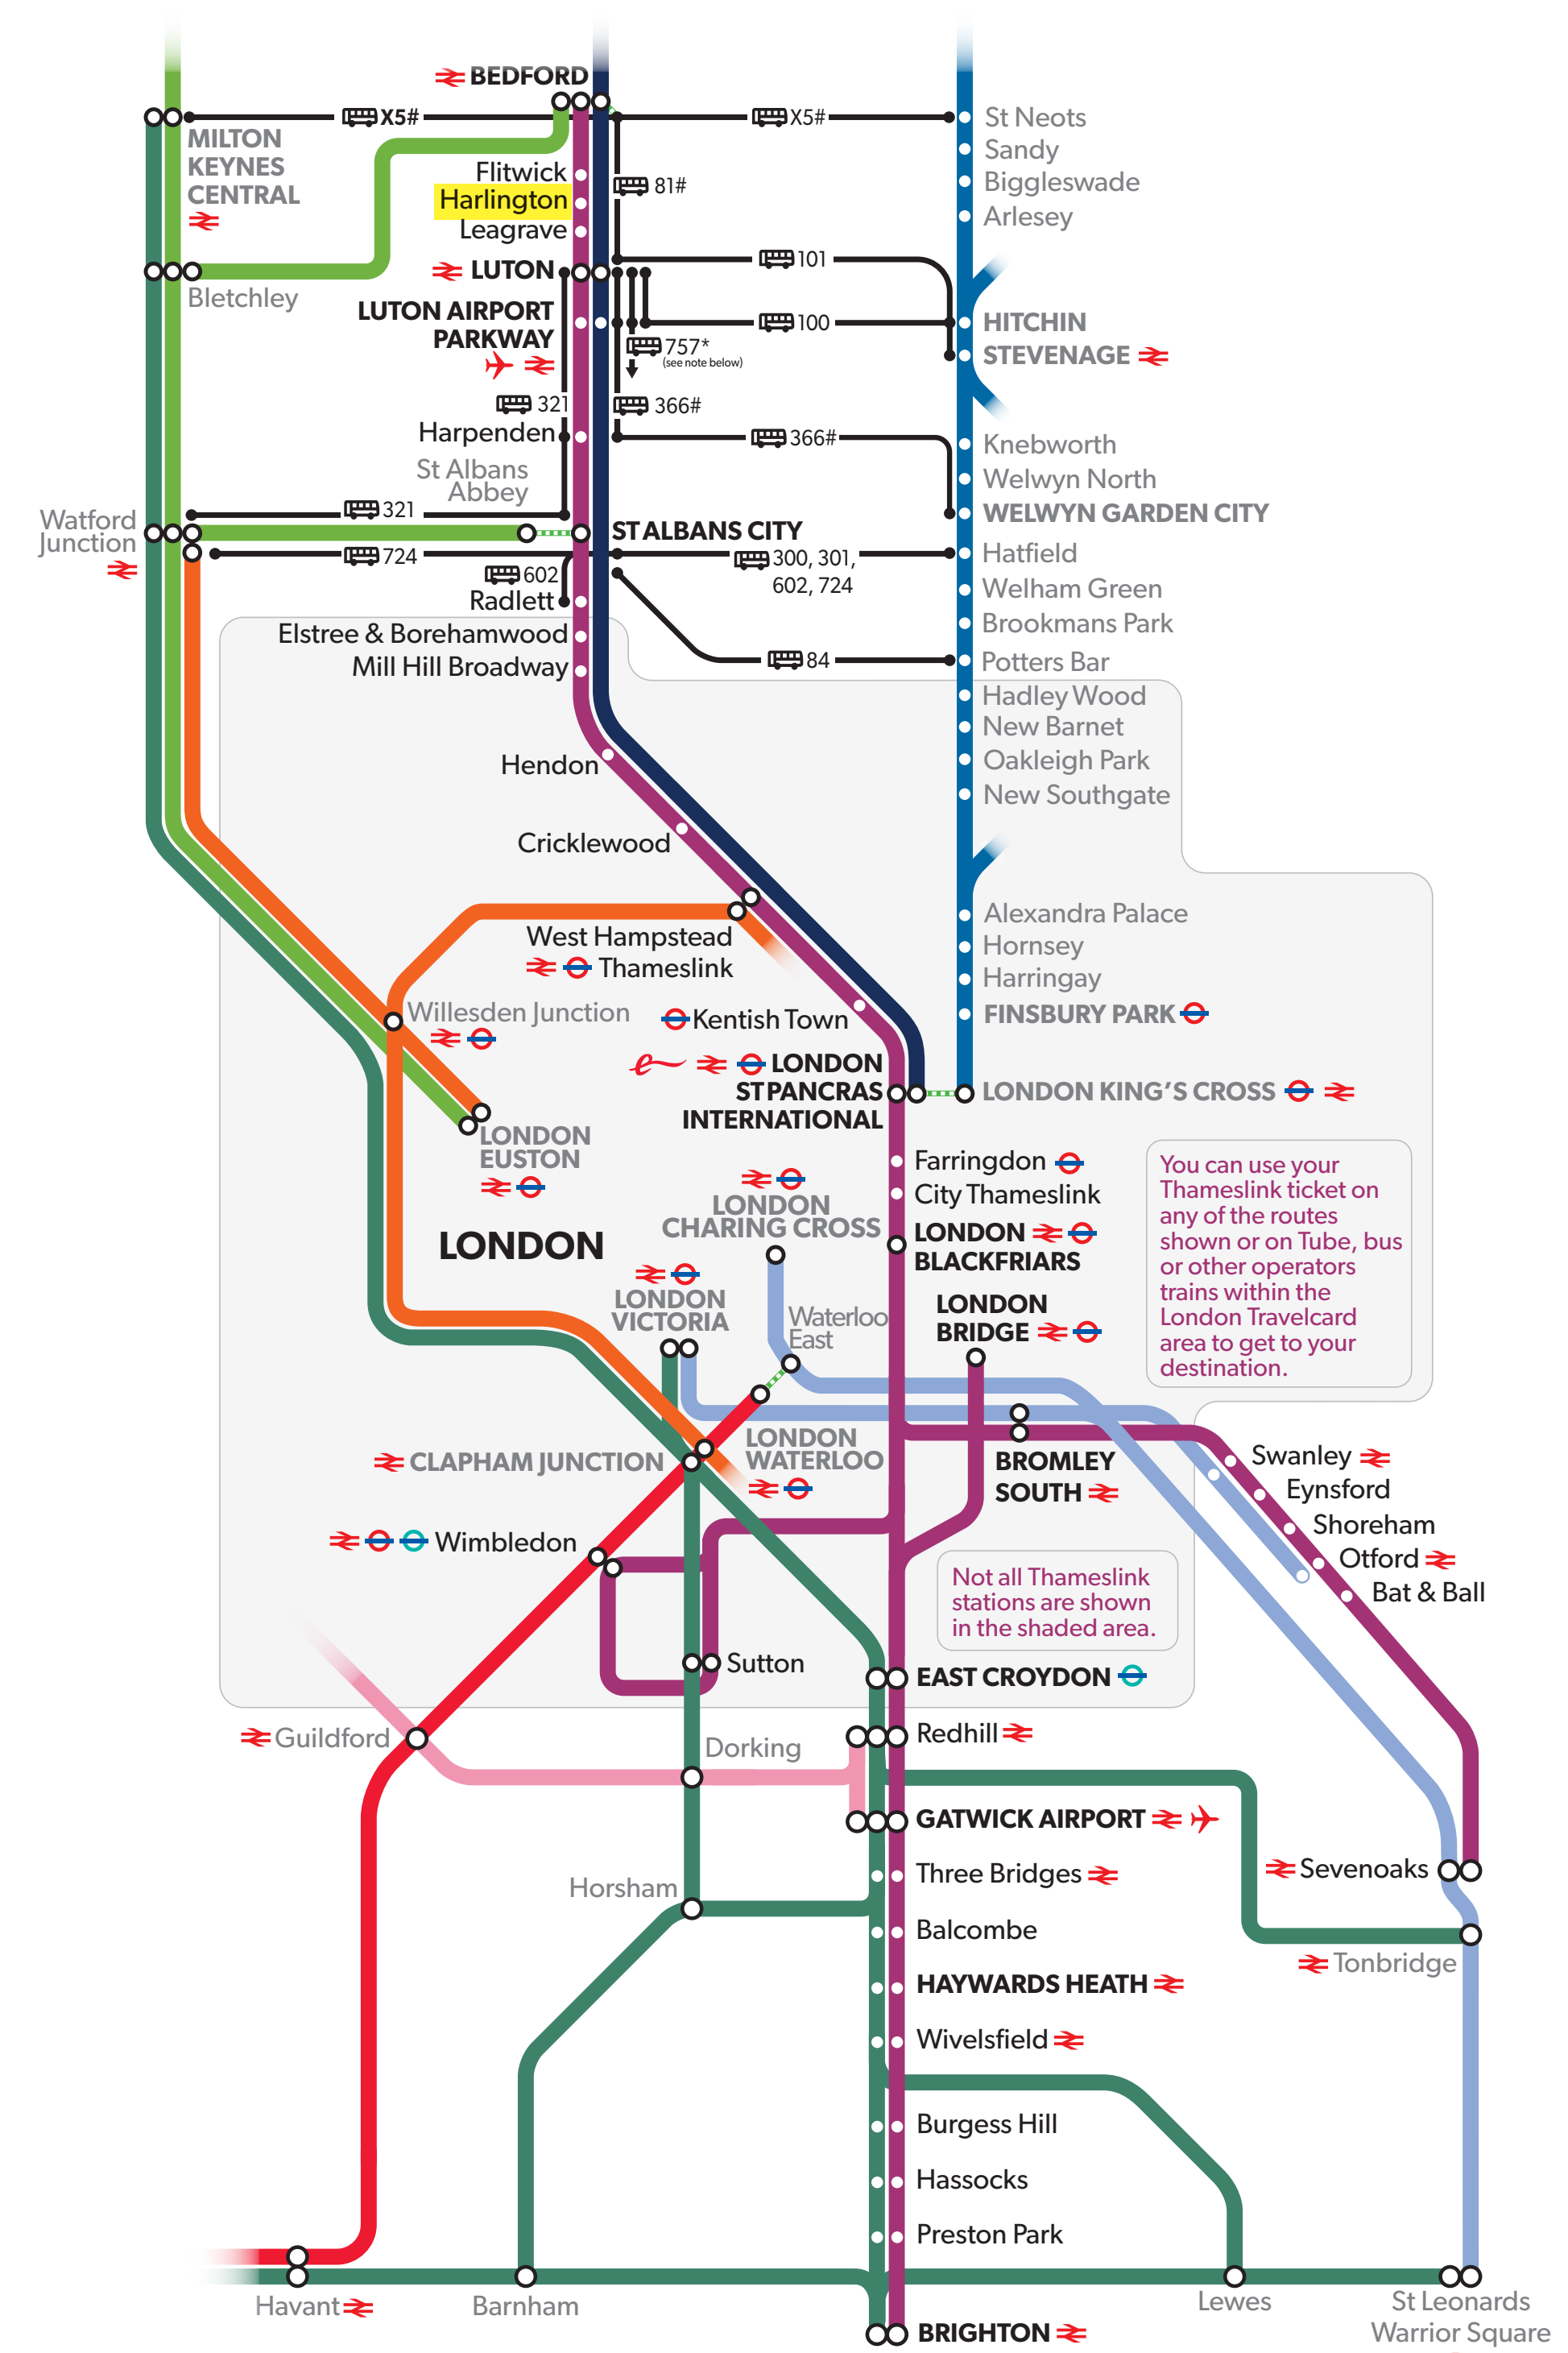 BEDFORD
X5#
X5#
St Neots
MILTON
KEYNES
CENTRAL
Sandy
Flitwick
81#
Biggleswade
Harlington
Arlesey
Leagrave
101
LUTON
Bletchley
LUTON AIRPORT
PARKWAY
100
HITCHIN
757*
(see note below)
STEVENAGE
321
366#
Harpenden
366#
Knebworth
St Albans
Abbey
Welwyn North
321
WELWYN GARDEN CITY
Watford
Junction
ST ALBANS CITY
724
300, 301,
602, 724
Hatfield
602
Radlett
Welham Green
Elstree & Borehamwood
Brookmans Park
Mill Hill Broadway
84
Potters Bar
Hadley Wood
New Barnet
Hendon
Oakleigh Park
New Southgate
Cricklewood
Alexandra Palace
West Hampstead
Thameslink
Hornsey
Harringay
Willesden Junction
Kentish Town
FINSBURY PARK
LONDON
ST PANCRAS
INTERNATIONAL
LONDON KING'S CROSS
LONDON
EUSTON
Farringdon
City Thameslink
You can use your
Thameslink ticket on
any of the routes
shown or on Tube, bus
or other operators
trains within the
London Travelcard
area to get to your
destination.
LONDON
CHARING CROSS
LONDON
LONDON
BLACKFRIARS
LONDON
VICTORIA
Waterloo
East
LONDON
BRIDGE
CLAPHAM JUNCTION
LONDON
WATERLOO
BROMLEY
SOUTH
Swanley
Eynsford
Shoreham
Otford
Bat & Ball
Wimbledon
Not all Thameslink
stations are shown
in the shaded area.
Sutton
EAST CROYDON
Guildford
Redhill
Dorking
GATWICK AIRPORT
Three Bridges
Sevenoaks
Horsham
Balcombe
Tonbridge
HAYWARDS HEATH
Wivelsfield
Burgess Hill
Hassocks
Preston Park
Havant
Barnham
Lewes
St Leonards
Warrior Square
BRIGHTON